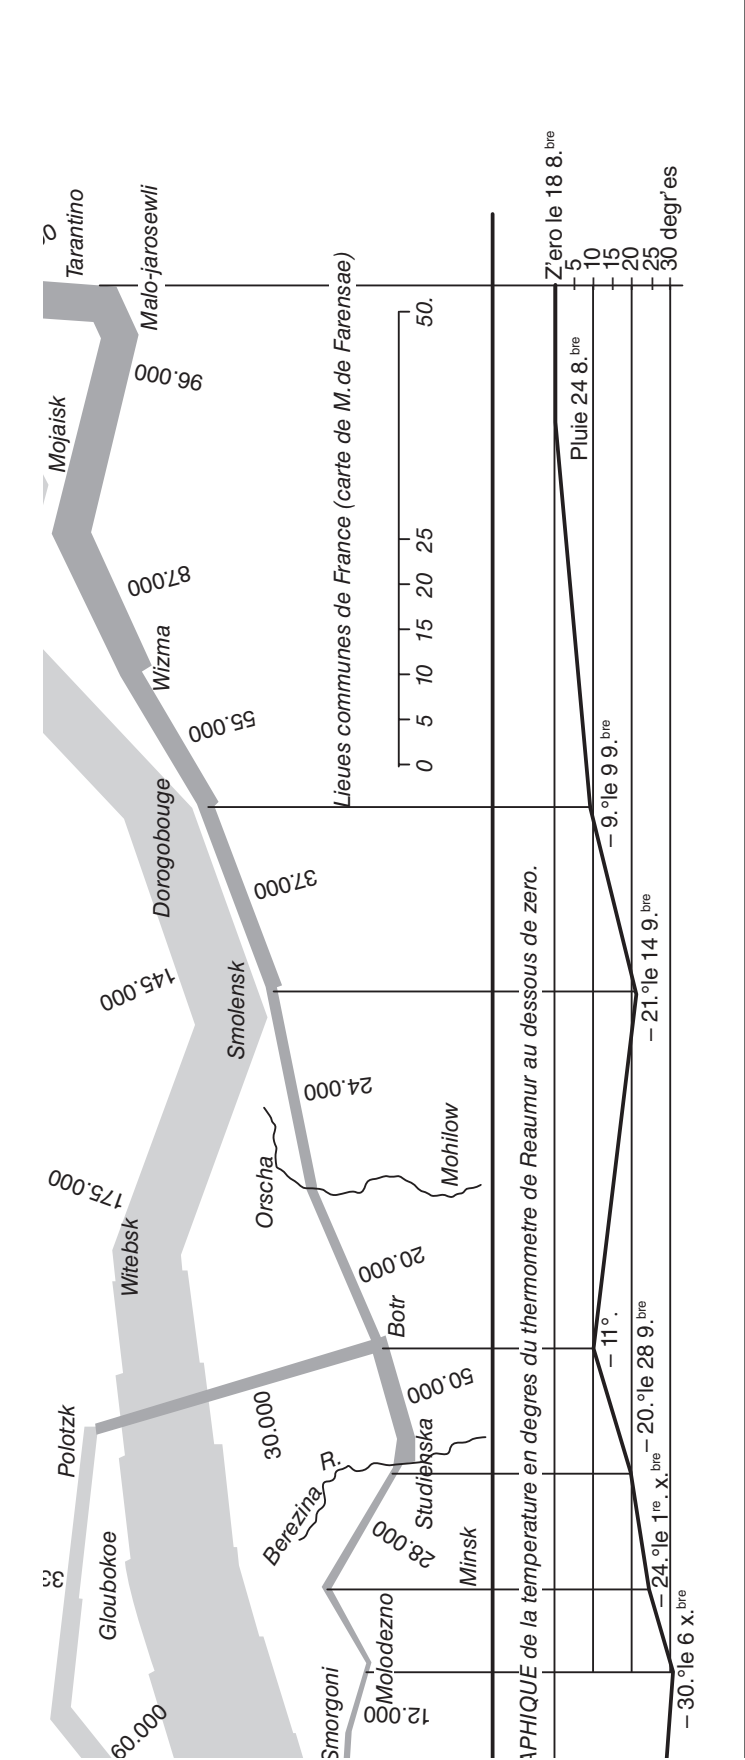 Tarantino
Malo-jarosewli
Mojaisk
96.000
87.000
Wizma
55.000
Dorogobouge
37.000
145.000
Smolensk
24.000
175.000
Witebsk
Orscha
Mohilow
20.000
Botr
50.000
Polotzk
30.000
Studienska
Berezina R.
28.000
Minsk
Gloubokoe
33
Molodezno
Smorgoni
12.000
60.000
Lieues communes de France (carte de M.de Farensae)
0 5 10 15 20 25 50.
APHIQUE de la temperature en degres du thermometre de Reaumur au dessous de zero.
Z'ero le 18 8.bre
5
10
15
20
25
30 degr'es
Pluie 24 8.bre
– 9.°le 9 9.bre
– 21.°le 14 9.bre
– 11°.
– 20.°le 28 9.bre
– 24.°le 1re. x.bre
– 30.°le 6 x.bre